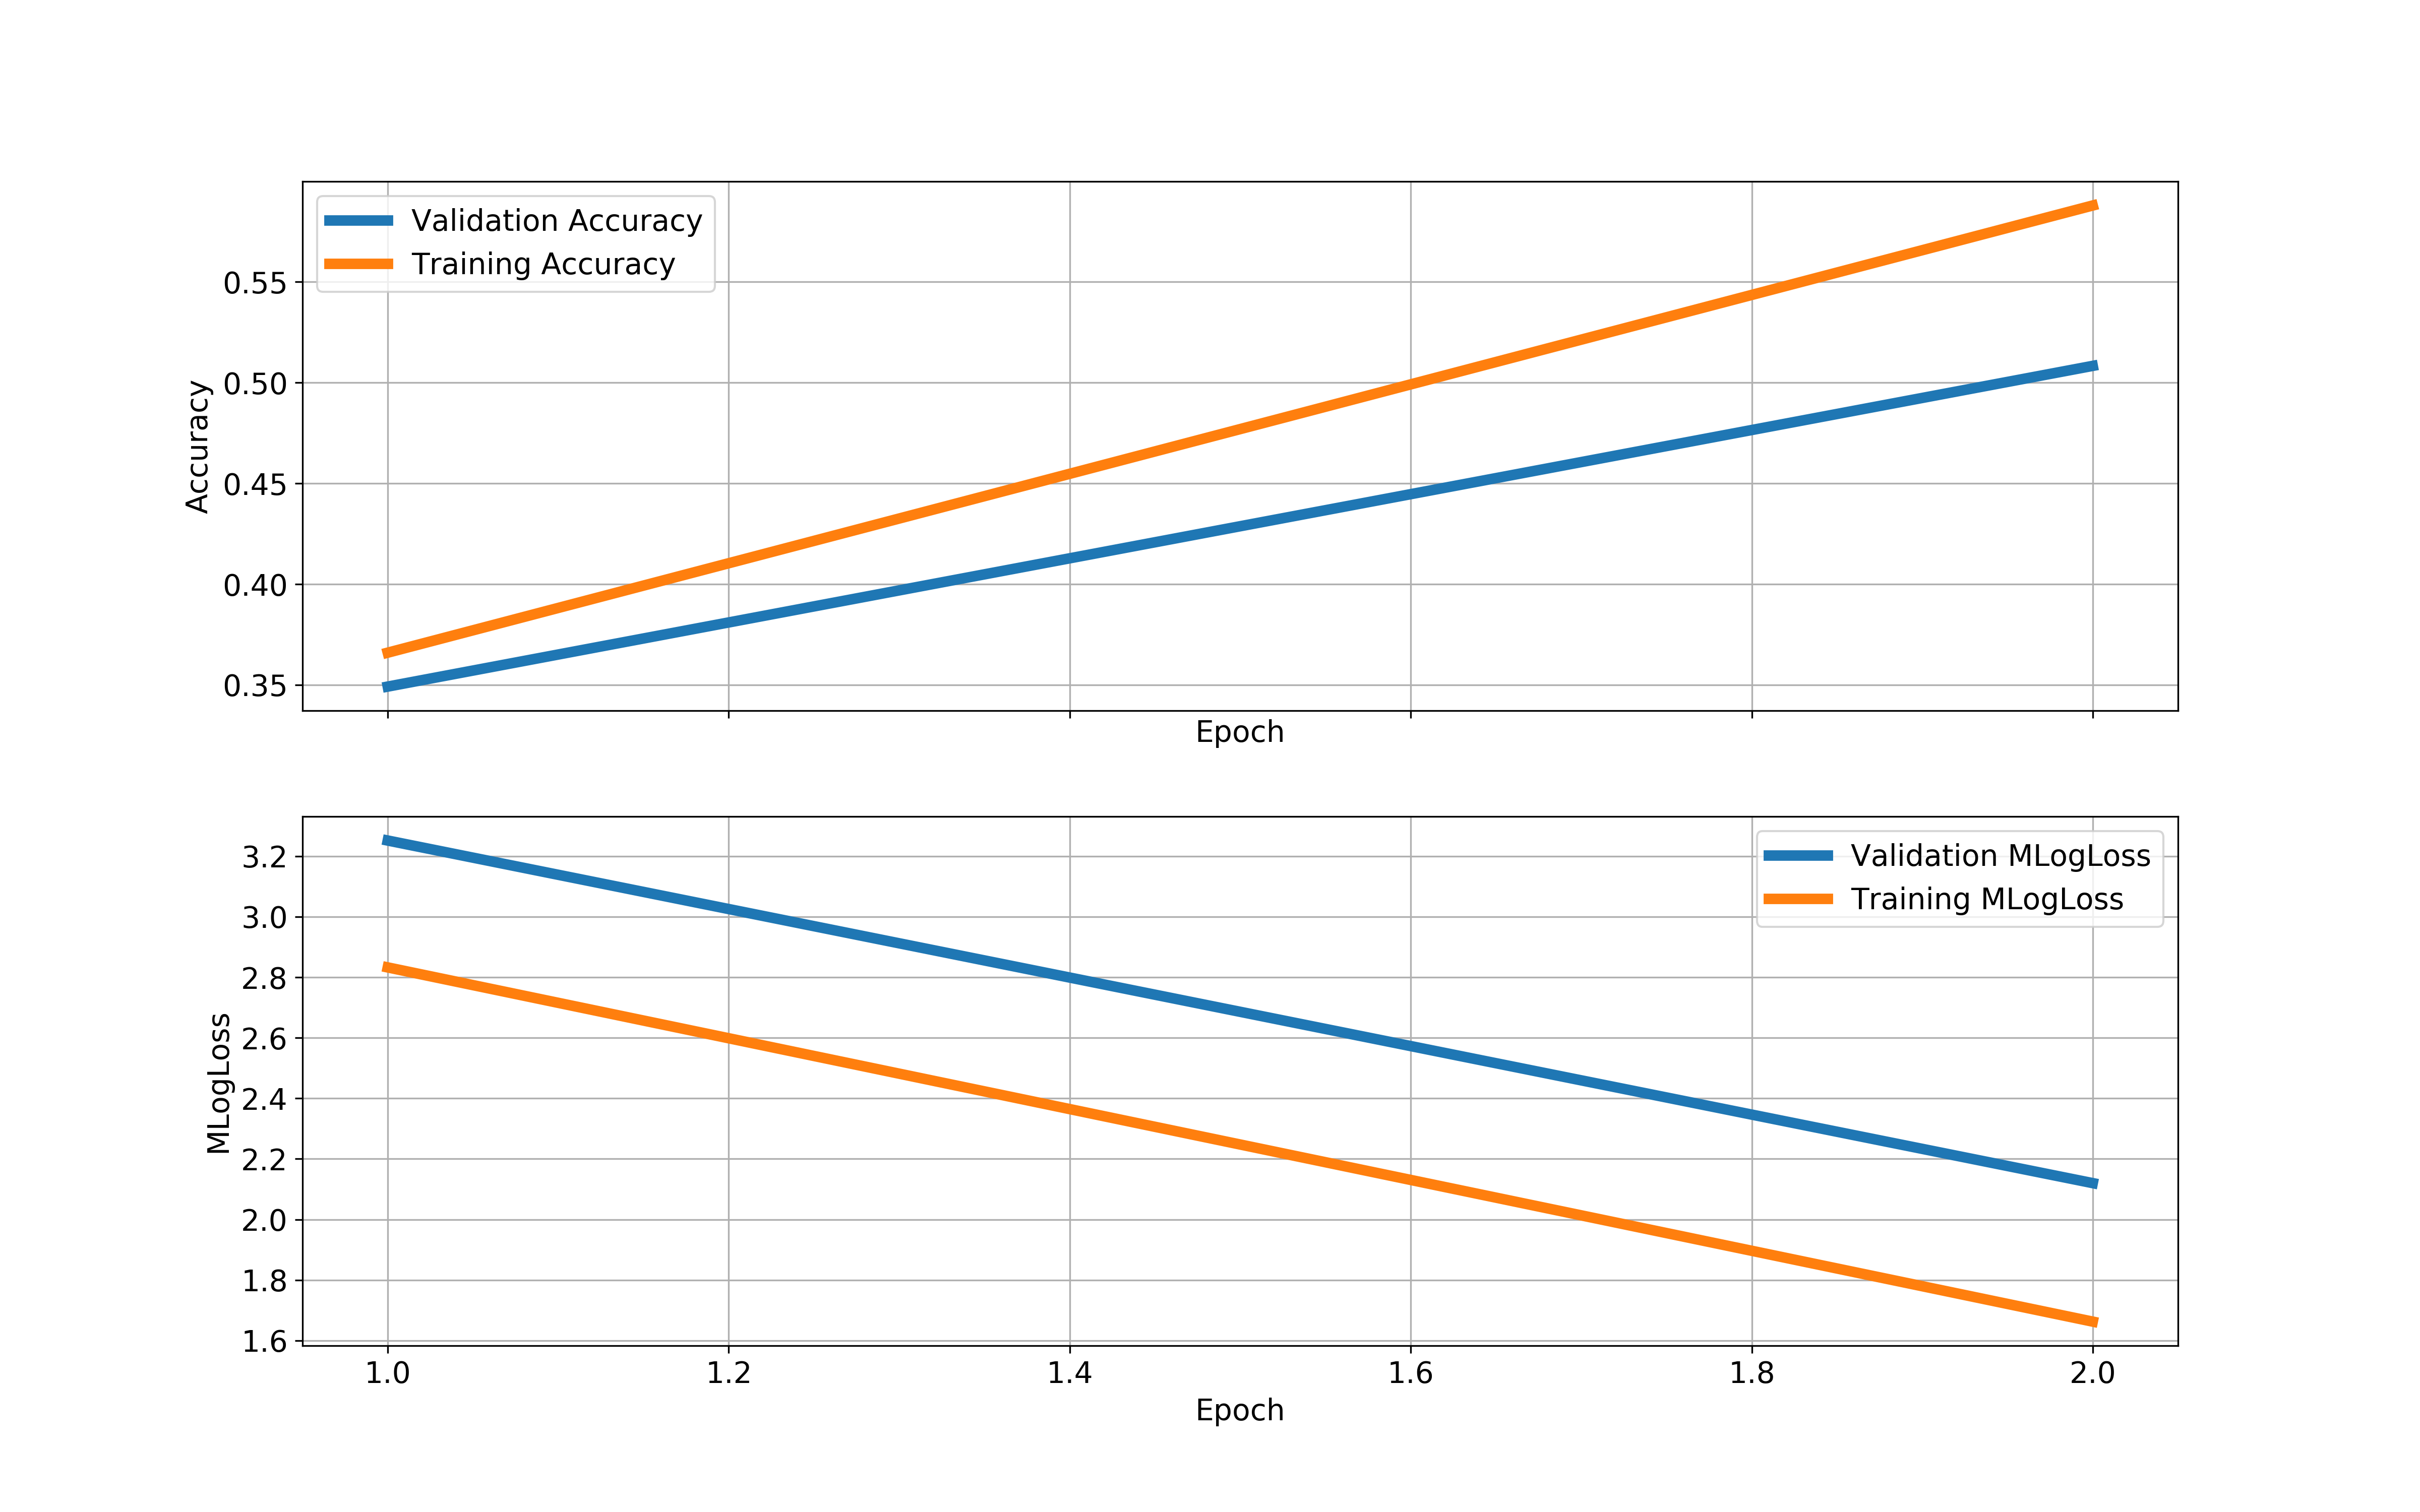 Validation Accuracy
Training Accuracy
0.55
0.50
0.45
0.40
0.35
Accuracy
Epoch
Validation MLogLoss
Training MLogLoss
3.2
3.0
2.8
2.6
2.4
2.2
2.0
1.8
1.6
MLogLoss
1.0 1.2 1.4 1.6 1.8 2.0
Epoch